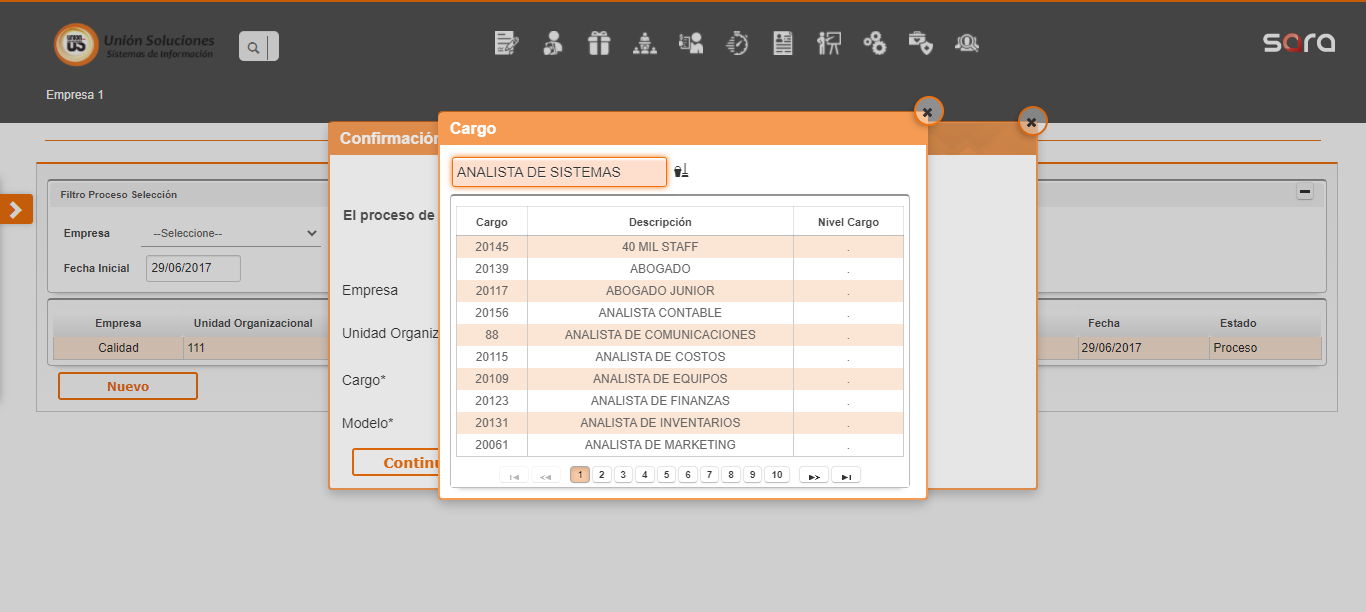 UNION
US
Unión Soluciones
Sistemas de Información
sara
Empresa 1
Confirmación
Cargo
ANALISTA DE SISTEMAS
Filtro Proceso Selección
Empresa
--Seleccione--
Fecha Inicial
29/06/2017
El proceso de
Empresa
Unidad Organiz
Cargo*
Modelo*
Continu
Cargo Descripción Nivel Cargo
20145 40 MIL STAFF .
20139 ABOGADO .
20117 ABOGADO JUNIOR .
20156 ANALISTA CONTABLE .
88 ANALISTA DE COMUNICACIONES .
20115 ANALISTA DE COSTOS .
20109 ANALISTA DE EQUIPOS .
20123 ANALISTA DE FINANZAS .
20131 ANALISTA DE INVENTARIOS .
20061 ANALISTA DE MARKETING .
1 2 3 4 5 6 7 8 9 10
Empresa Unidad Organizacional Fecha Estado
Calidad 111 29/06/2017 Proceso
Nuevo